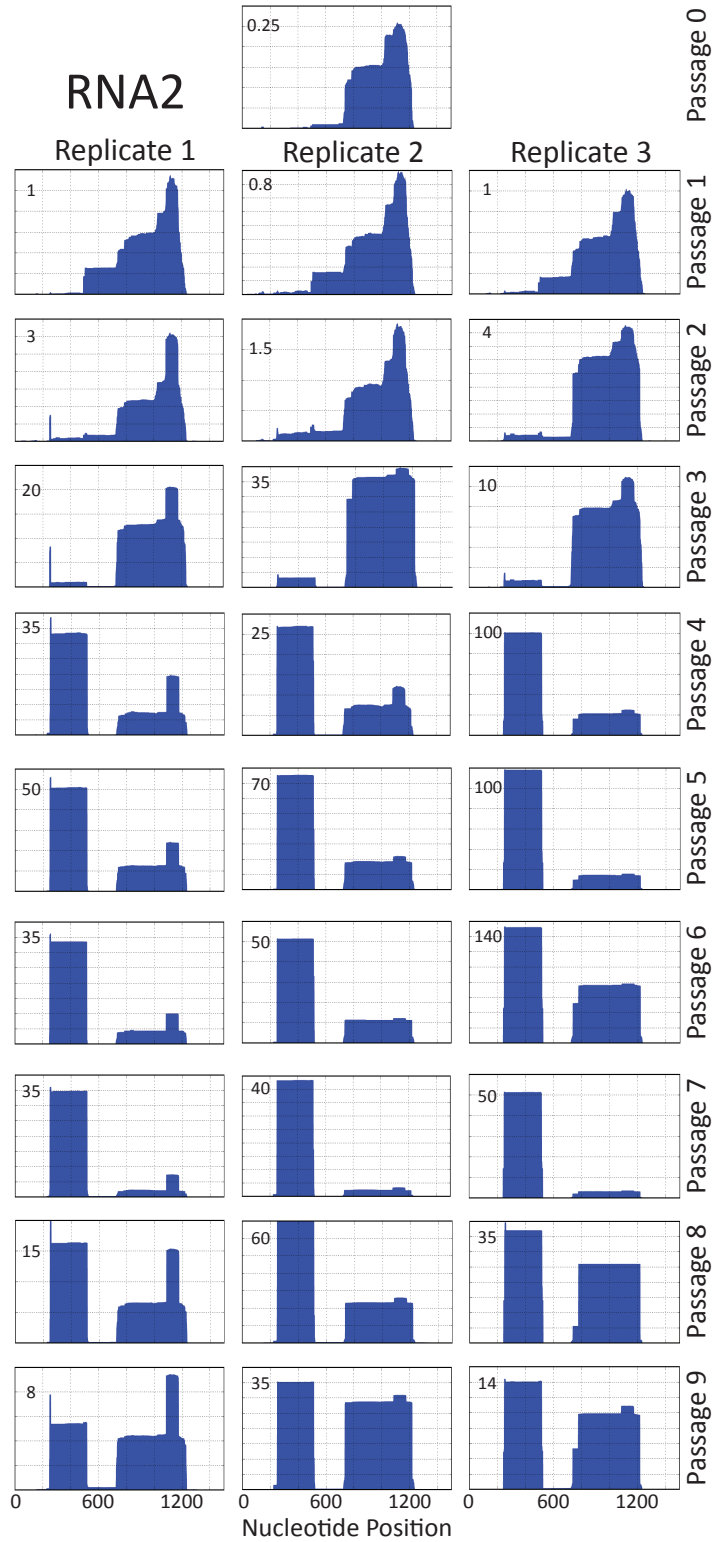 0.25
Passage 0
RNA2
Replicate 1
Replicate 2
Replicate 3
1
0.8
1
Passage 1
3
1.5
4
Passage 2
20
35
10
Passage 3
35
25
100
Passage 4
50
70
100
Passage 5
35
50
140
Passage 6
35
40
50
Passage 7
15
60
35
Passage 8
8
35
14
Passage 9
0 600 1200 0 600 1200 0 600 1200
Nucleotide Position